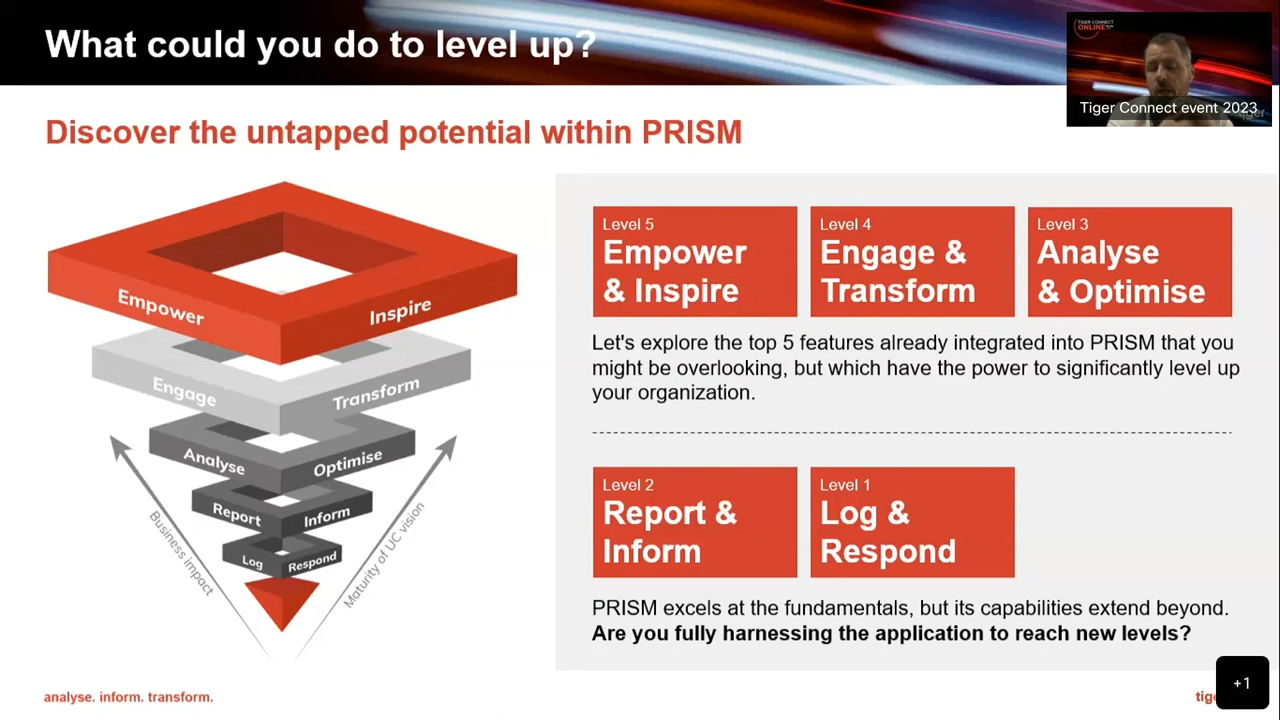 What could you do to level up?
TIGER CONNECT
ONLINE
Tiger Connect event 2023
Discover the untapped potential within PRISM
Empower
Inspire
Engage
Transform
Analyse
Optimise
Report
Inform
Log
Respond
Business impact
Maturity of UC vision
Level 5
Empower
& Inspire
Level 4
Engage &
Transform
Level 3
Analyse
& Optimise
Let's explore the top 5 features already integrated into PRISM that you
might be overlooking, but which have the power to significantly level up
your organization.
Level 2
Report &
Inform
Level 1
Log &
Respond
PRISM excels at the fundamentals, but its capabilities extend beyond.
Are you fully harnessing the application to reach new levels?
analyse. inform. transform.
+1